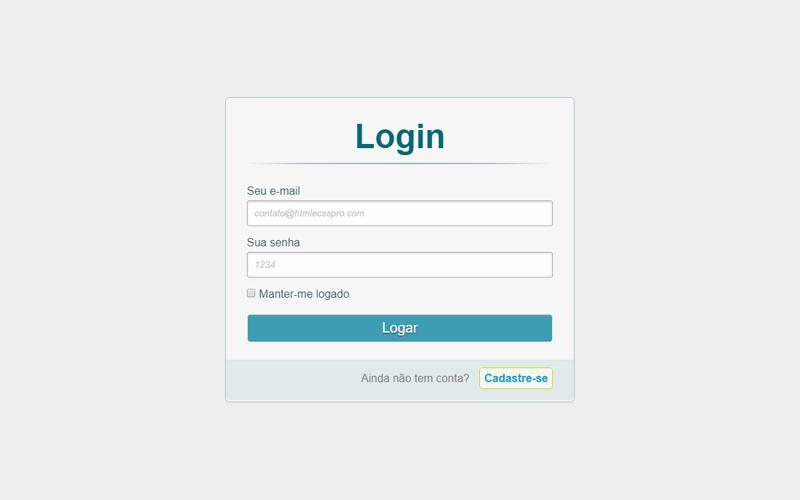 Login
Seu e-mail
contato@htmlecsspro.com
Sua senha
1234
Manter-me logado
Logar
Ainda não tem conta? Cadastre-se